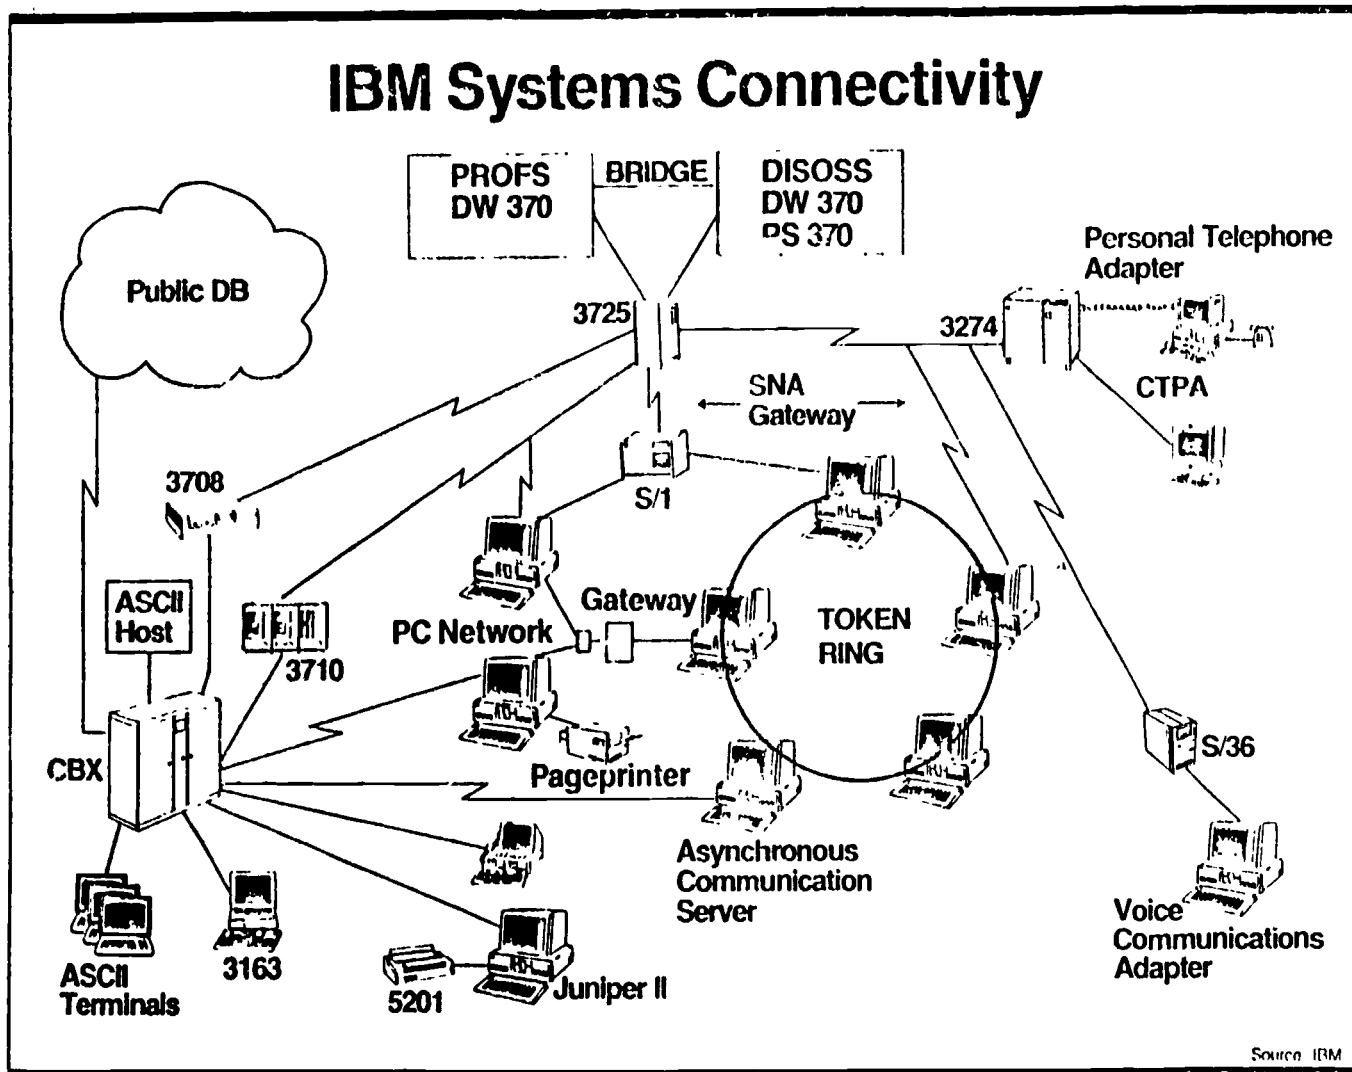 IBM Systems Connectivity
PROFS
DW 370
BRIDGE
DISOSS
DW 370
PS 370
Public DB
Personal Telephone
Adapter
3725
3274
CTPA
SNA
Gateway
3708
S/1
ASCII
Host
3710
PC Network
Gateway
TOKEN
RING
CBX
Pageprinter
S/36
Asynchronous
Communication
Server
ASCII
Terminals
3163
5201
Juniper II
Voice
Communications
Adapter
Source IBM